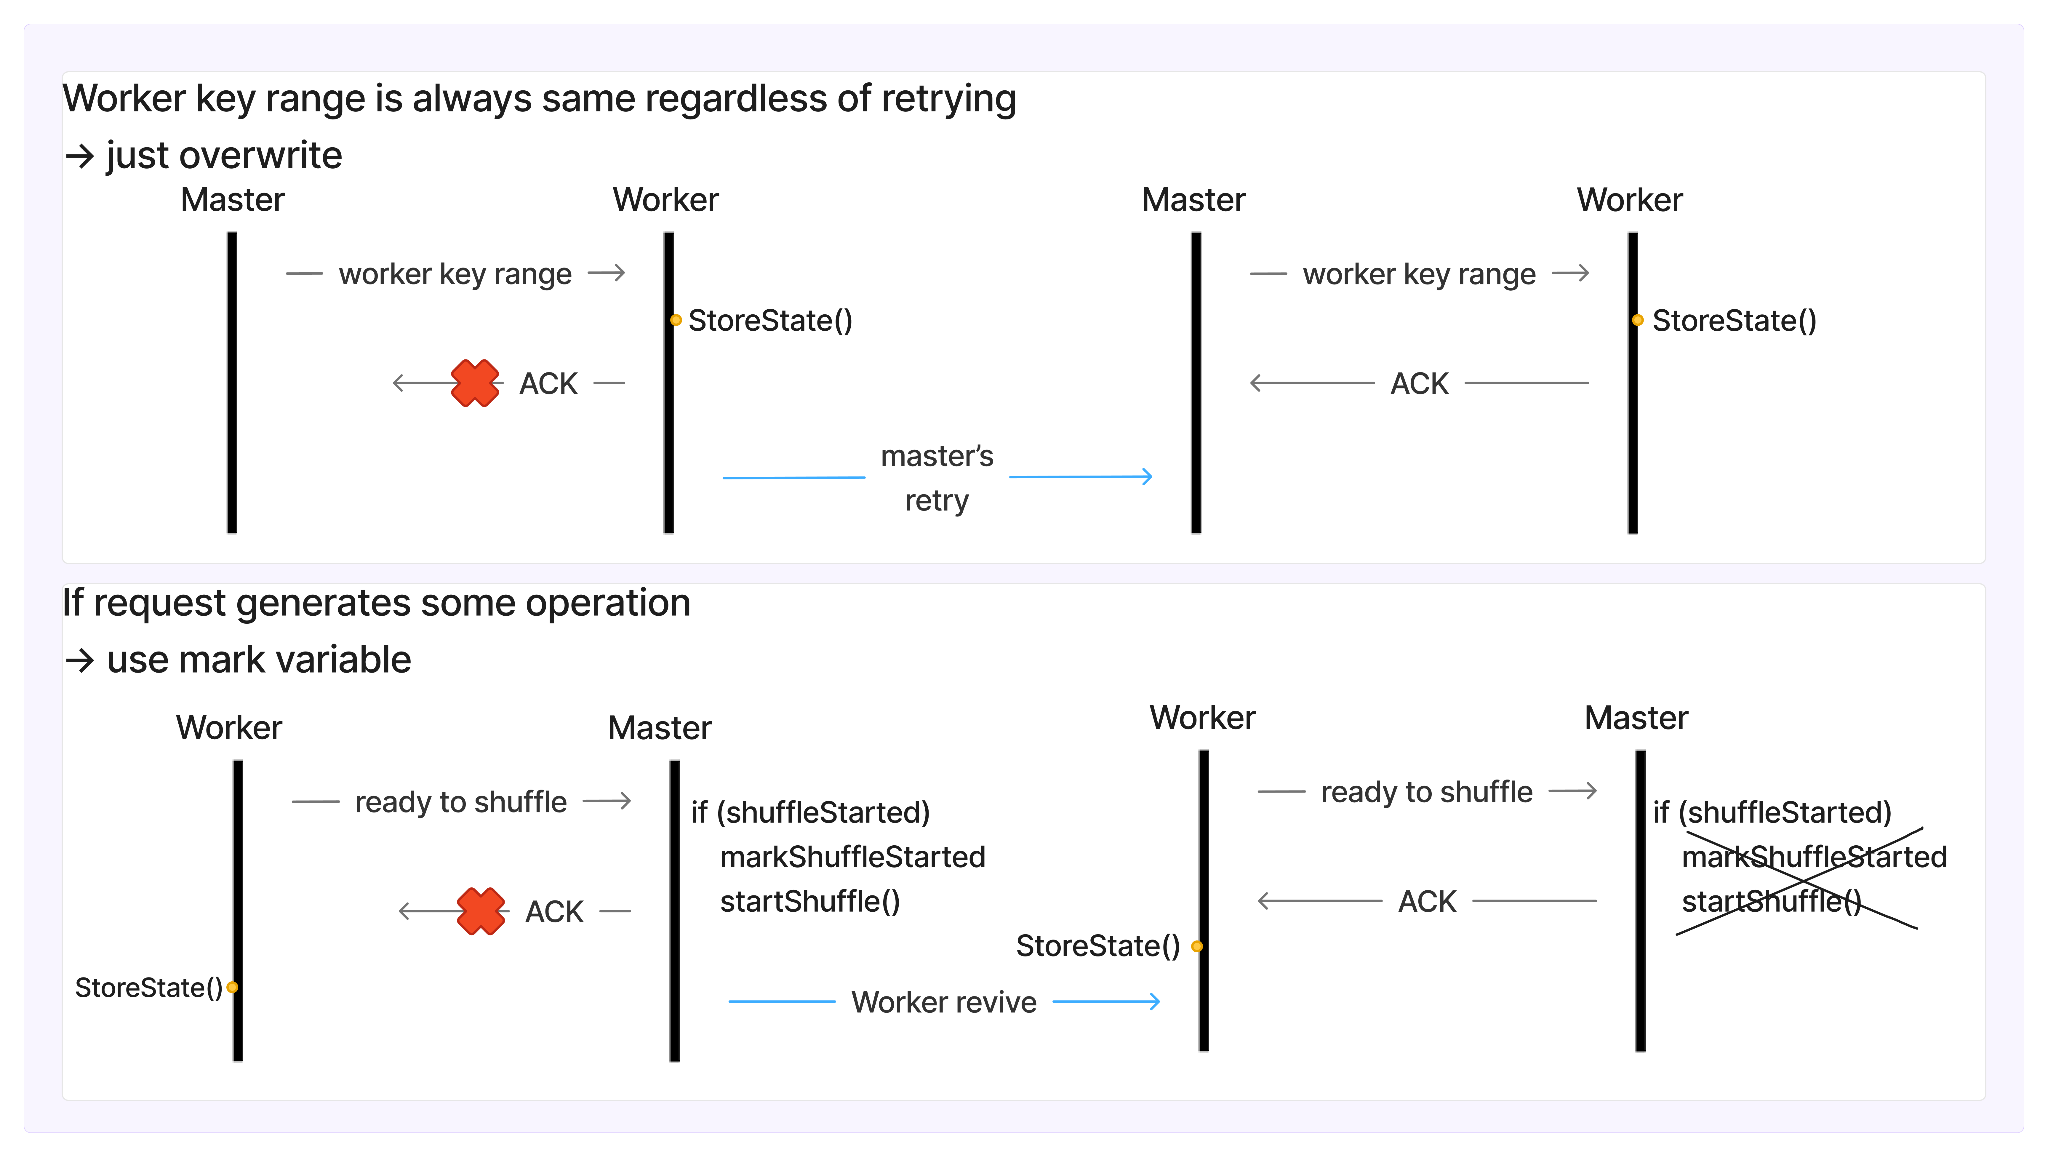 Worker key range is always same regardless of retrying
→ just overwrite
Master
Worker
Master
Worker
worker key range
worker key range
StoreState()
StoreState()
ACK
ACK
master’s
retry
If request generates some operation
→ use mark variable
Worker
Master
Worker
Master
ready to shuffle
ready to shuffle
if (shuffleStarted)
markShuffleStarted
startShuffle()
if (shuffleStarted)
markShuffleStarted
startShuffle()
ACK
ACK
StoreState()
StoreState()
Worker revive